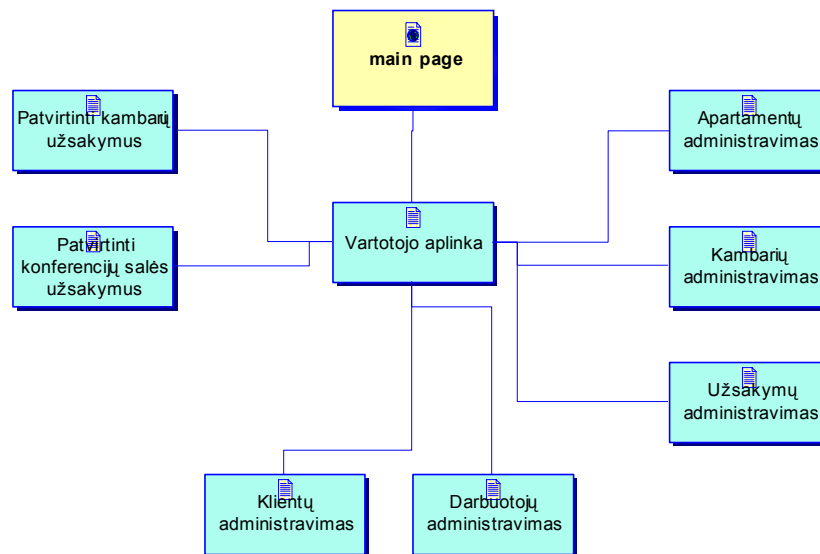 main page
Patvirtinti kambarių
užsakymus
Apartamentų
administravimas
Vartotojo aplinka
Patvirtinti
konferencijų salės
užsakymus
Kambarių
administravimas
Užsakymų
administravimas
Klientų
administravimas
Darbuotojų
administravimas